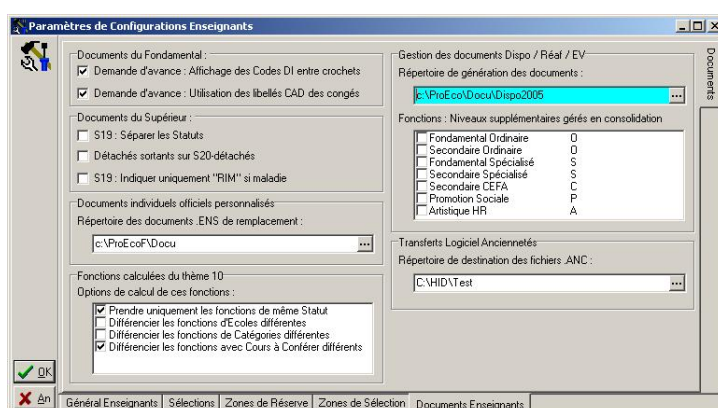 Paramètres de Configurations Enseignants
Documents du Fondamental :
Demande d'avance : Affichage des Codes DI entre crochets
Demande d'avance : Utilisation des libellés CAD des congés
Documents du Supérieur :
S19 : Séparer les Statuts
Détachés sortants sur S20-détachés
S19 : Indiquer uniquement "RIM" si maladie
Documents individuels officiels personnalisés
Répertoire des documents .ENS de remplacement :
c:\ProEcoF\Docu
...
Fonctions calculées du thème 10
Options de calcul de ces fonctions :
Prendre uniquement les fonctions de même Statut
Différencier les fonctions d'Ecoles différentes
Différencier les fonctions de Catégories différentes
Différencier les fonctions avec Cours à Conférer différents
Gestion des documents Dispo / Réaf / EV
Répertoire de génération des documents :
c:\ProEco\Docu\Dispo2005
...
Fonctions : Niveaux supplémentaires gérés en consolidation
Fondamental Ordinaire O
Secondaire Ordinaire O
Fondamental Spécialisé S
Secondaire Spécialisé S
Secondaire CEFA C
Promotion Sociale P
Artistique HR A
Transferts Logiciel Anciennetés
Répertoire de destination des fichiers .ANC :
C:\HID\Test
...
Documents
OK
An
Général Enseignants Sélections Zones de Réserve Zones de Sélection Documents Enseignants